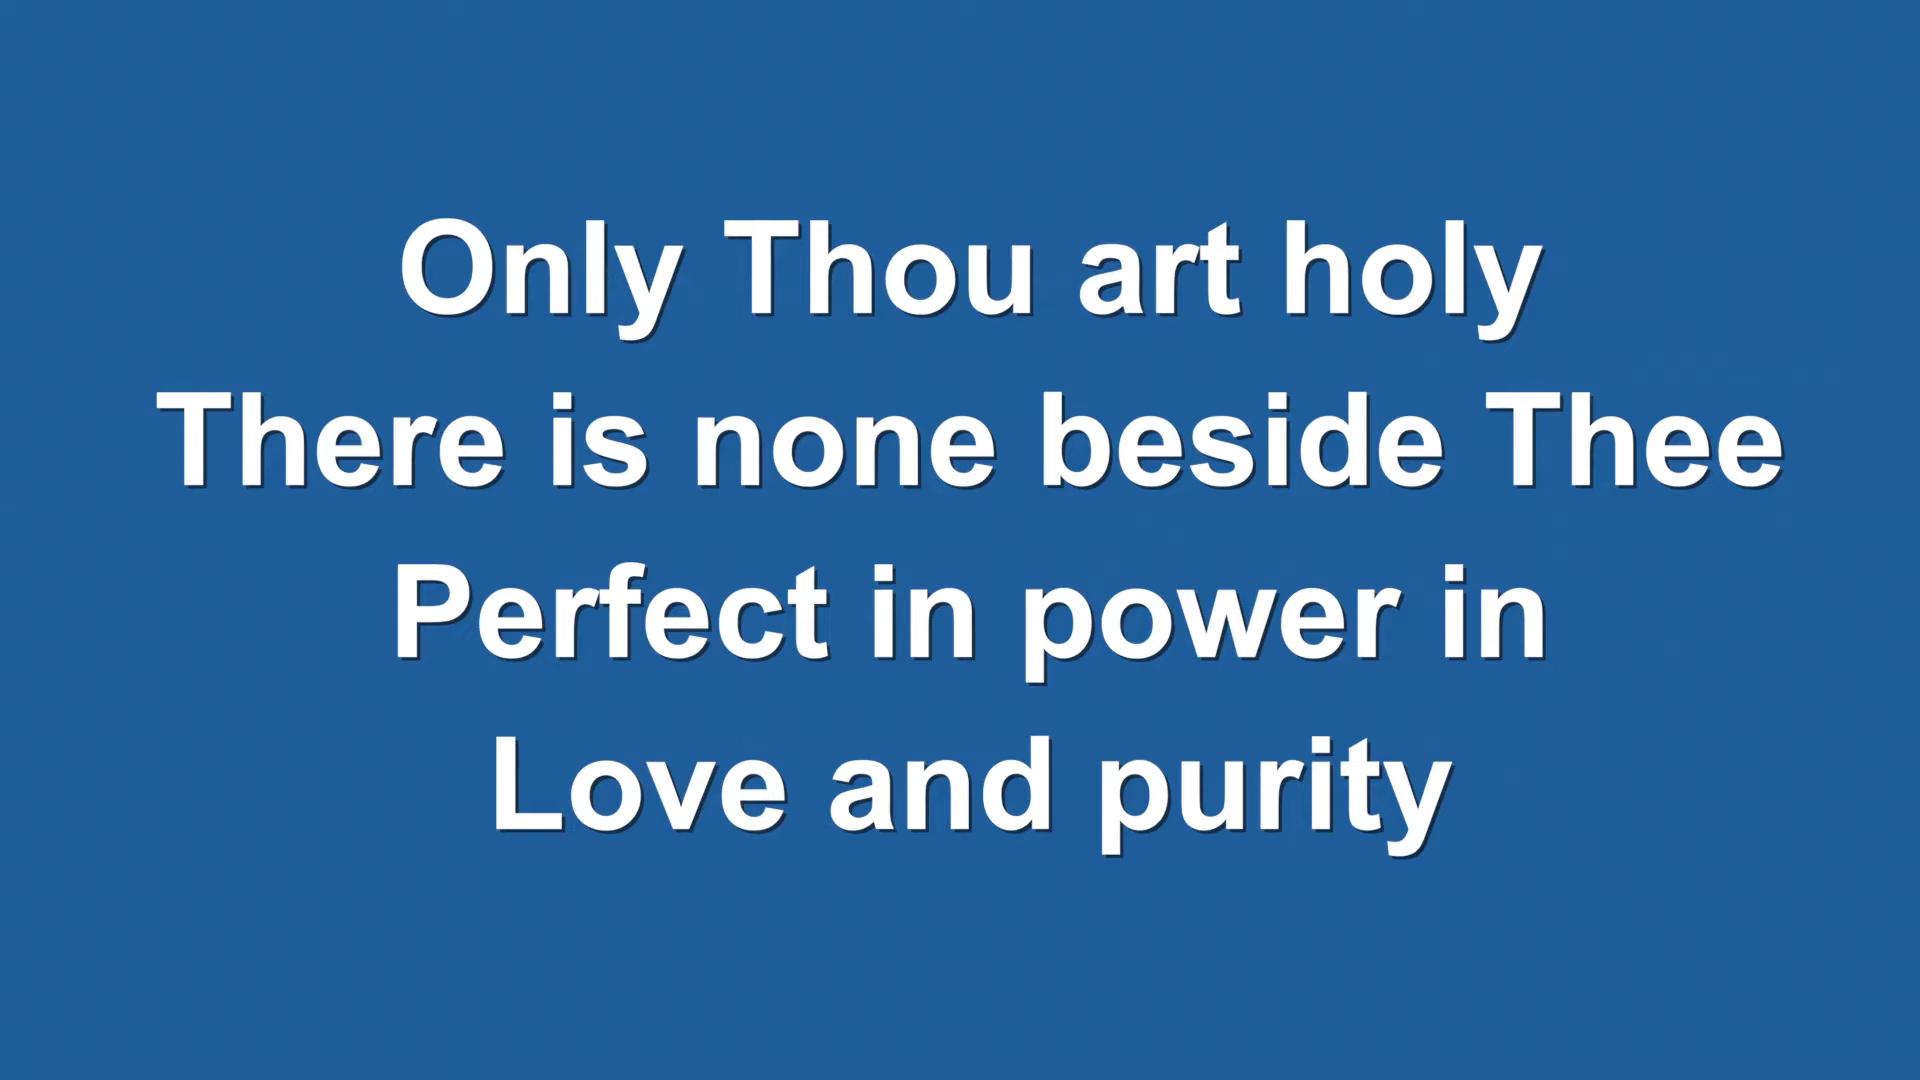 Only Thou art holy
There is none beside Thee
Perfect in power in
Love and purity